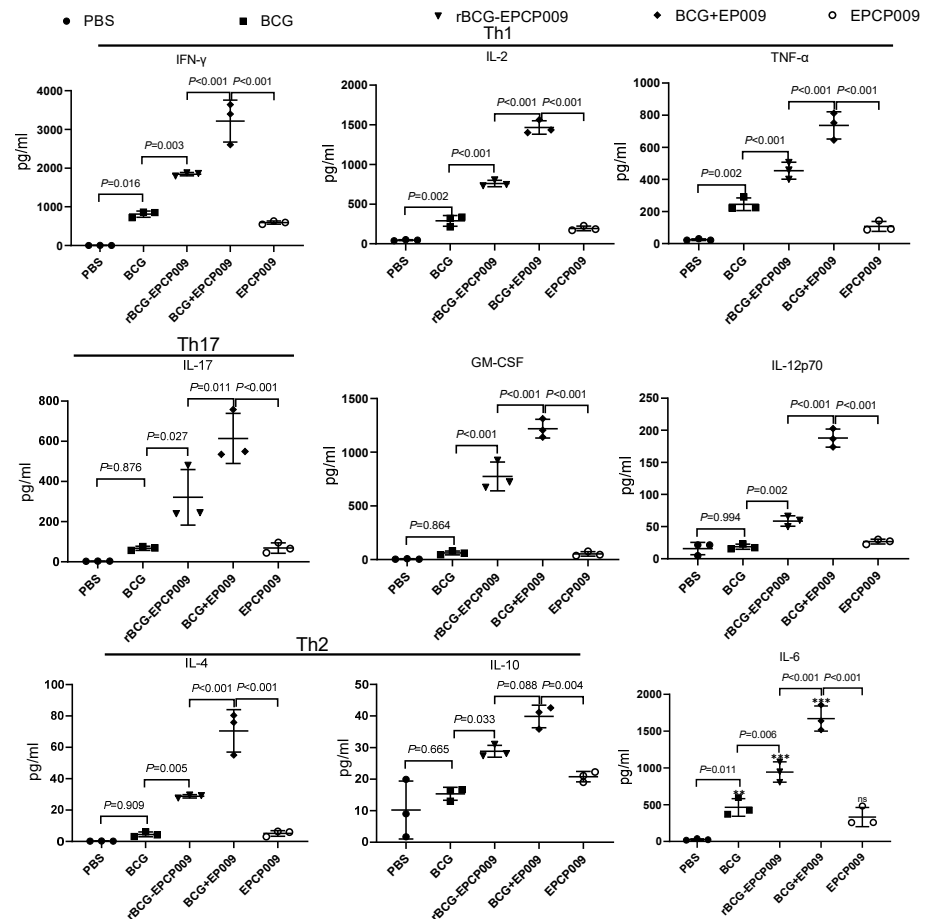 PBS BCG rBCG-EPCP009 BCG+EP009 EPCP009
Th1
IFN-γ
pg/ml
4000
3000
2000
1000
0
P=0.016
P=0.003
P<0.001 P<0.001
PBS
BCG
rBCG-EPCP009
BCG+EPCP009
EPCP009
IL-2
pg/ml
2000
1500
1000
500
0
P=0.002
P<0.001
P<0.001 P<0.001
PBS
BCG
rBCG-EPCP009
BCG+EP009
EPCP009
TNF-α
pg/ml
1000
800
600
400
200
0
P=0.002
P<0.001
P<0.001 P<0.001
PBS
BCG
rBCG-EPCP009
BCG+EP009
EPCP009
Th17
IL-17
pg/ml
800
600
400
200
0
P=0.876
P=0.027
P=0.011 P<0.001
PBS
BCG
rBCG-EPCP009
BCG+EP009
EPCP009
GM-CSF
pg/ml
1500
1000
500
0
P=0.864
P<0.001
P<0.001 P<0.001
PBS
BCG
rBCG-EPCP009
BCG+EP009
EPCP009
IL-12p70
pg/ml
250
200
150
100
50
0
P=0.994
P=0.002
P<0.001 P<0.001
PBS
BCG
rBCG-EPCP009
BCG+EP009
EPCP009
Th2
IL-4
pg/ml
100
80
60
40
20
0
P=0.909
P=0.005
P<0.001 P<0.001
PBS
BCG
rBCG-EPCP009
BCG+EP009
EPCP009
IL-10
pg/ml
50
40
30
20
10
0
P=0.665
P=0.033
P=0.088 P=0.004
PBS
BCG
rBCG-EPCP009
BCG+EP009
EPCP009
IL-6
pg/ml
2000
1500
1000
500
0
P=0.011
P=0.006
P<0.001 P<0.001
**
***
***
ns
PBS
BCG
rBCG-EPCP009
BCG+EP009
EPCP009